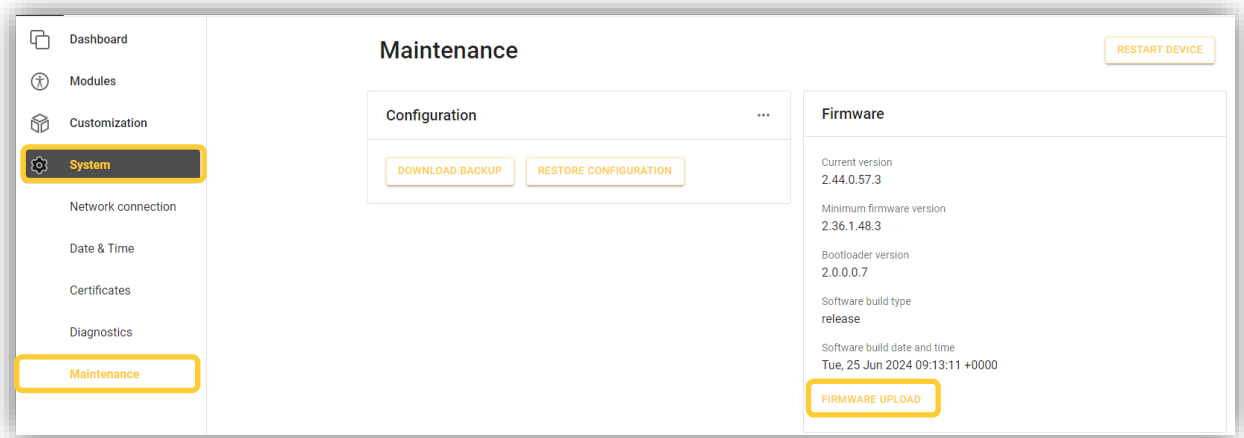 Dashboard
Modules
Customization
System
Network connection
Date & Time
Certificates
Diagnostics
Maintenance
Maintenance
RESTART DEVICE
Configuration
DOWNLOAD BACKUP
RESTORE CONFIGURATION
Firmware
Current version
2.44.0.57.3
Minimum firmware version
2.36.1.48.3
Bootloader version
2.0.0.0.7
Software build type
release
Software build date and time
Tue, 25 Jun 2024 09:13:11 +0000
FIRMWARE UPLOAD